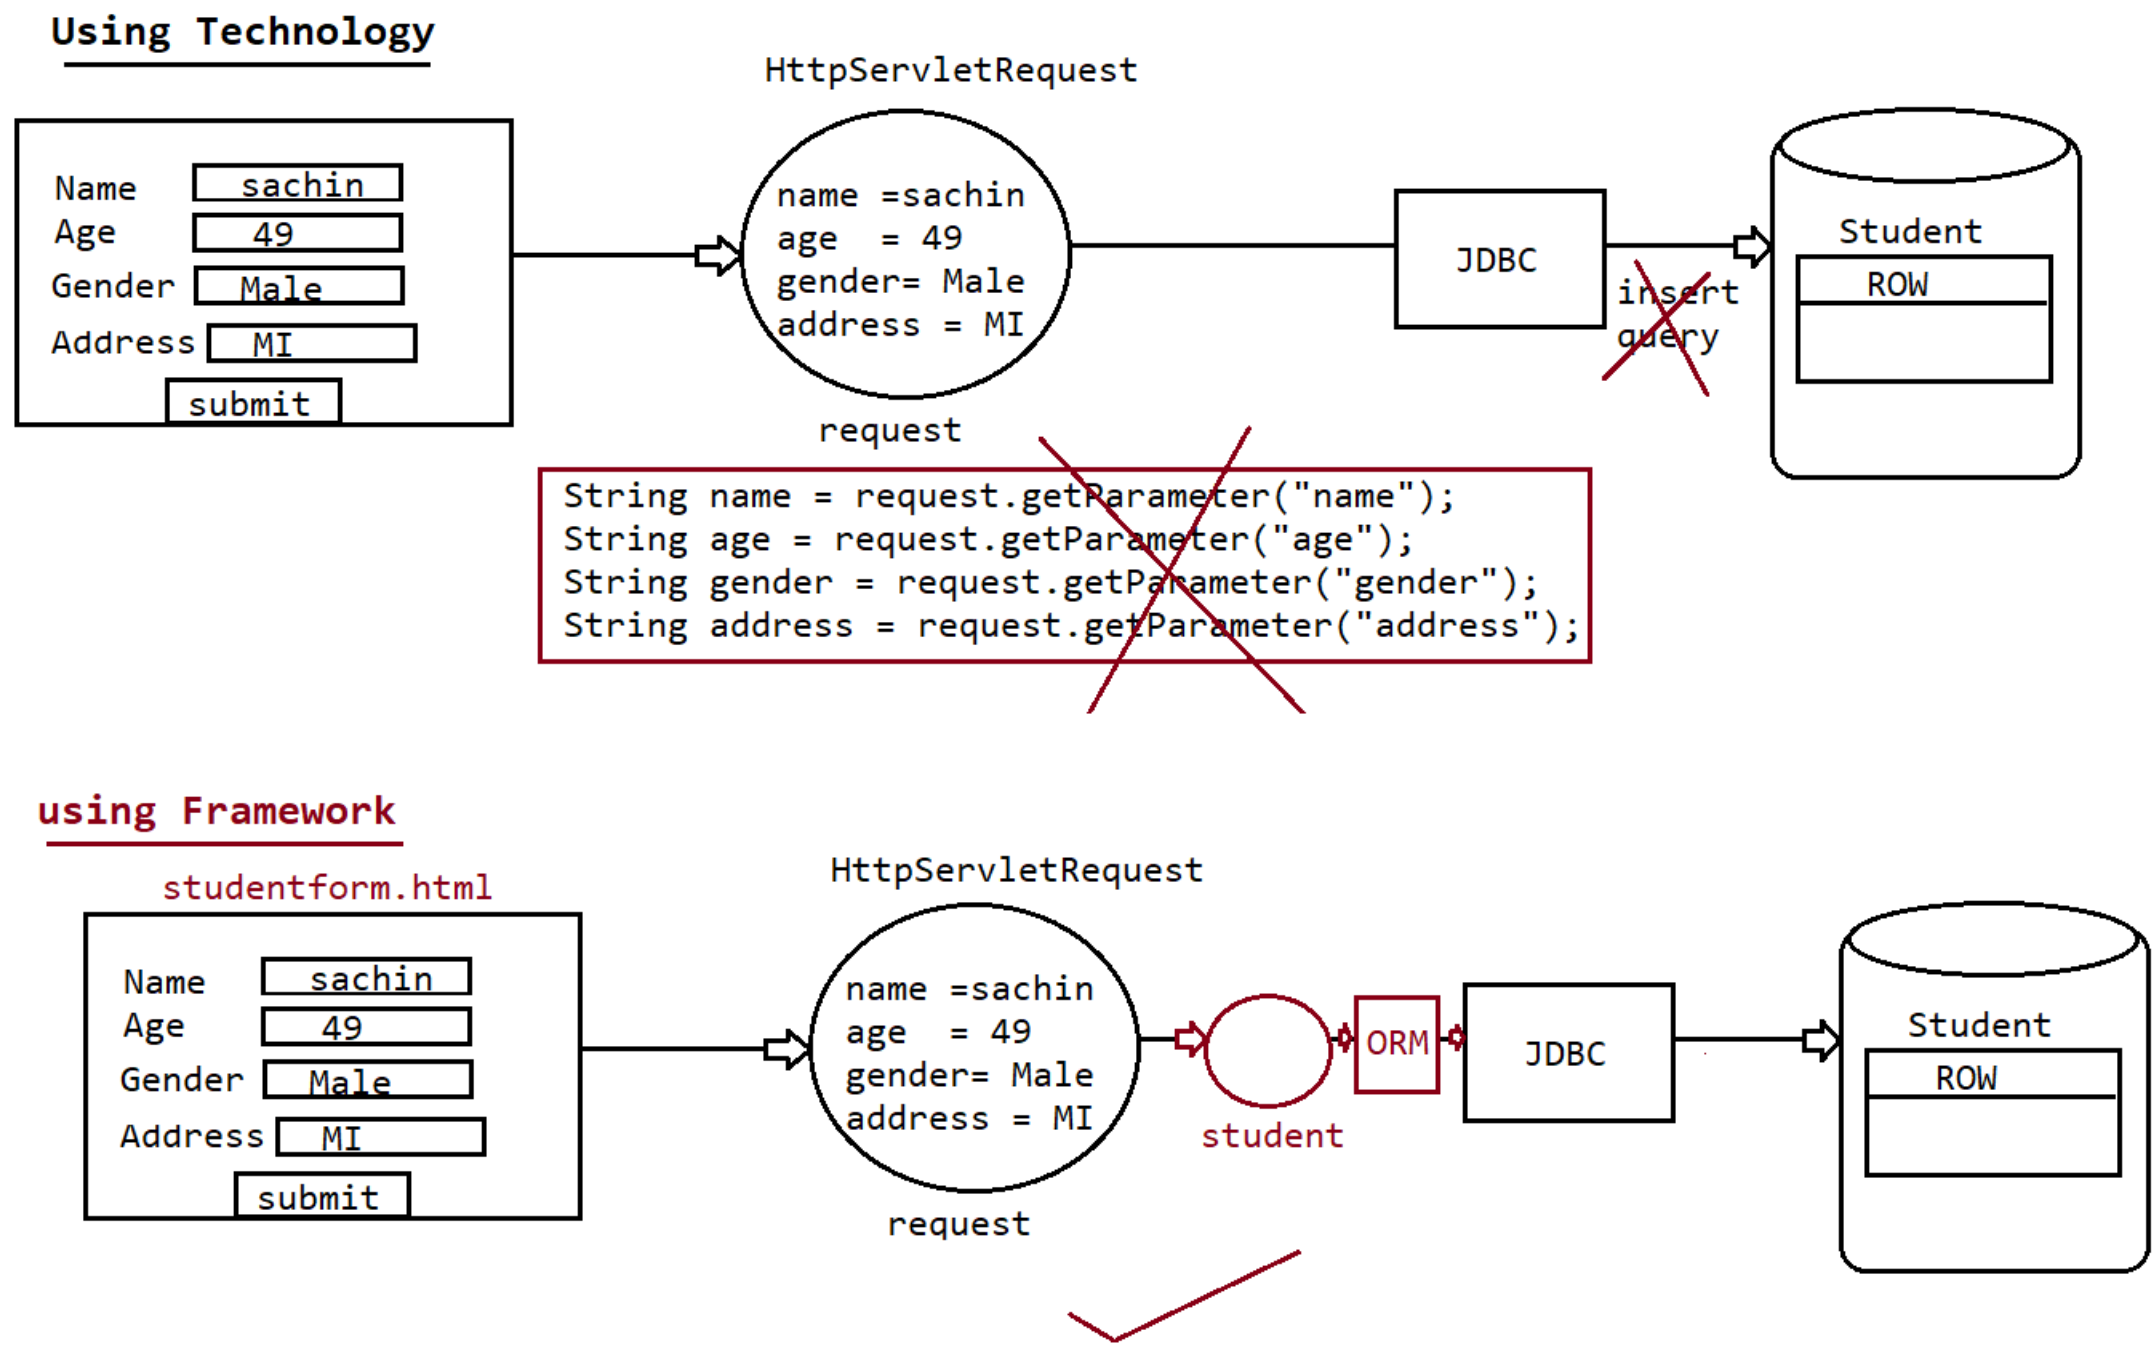 Using Technology
HttpServletRequest
Name sachin
Age 49
Gender Male
Address MI
submit
name =sachin
age  = 49
gender= Male
address = MI
request
JDBC
insert
query
Student
ROW
String name = request.getParameter("name");
String age = request.getParameter("age");
String gender = request.getParameter("gender");
String address = request.getParameter("address");
using Framework
studentform.html
HttpServletRequest
Name sachin
Age 49
Gender Male
Address MI
submit
name =sachin
age  = 49
gender= Male
address = MI
request
student
ORM
JDBC
Student
ROW